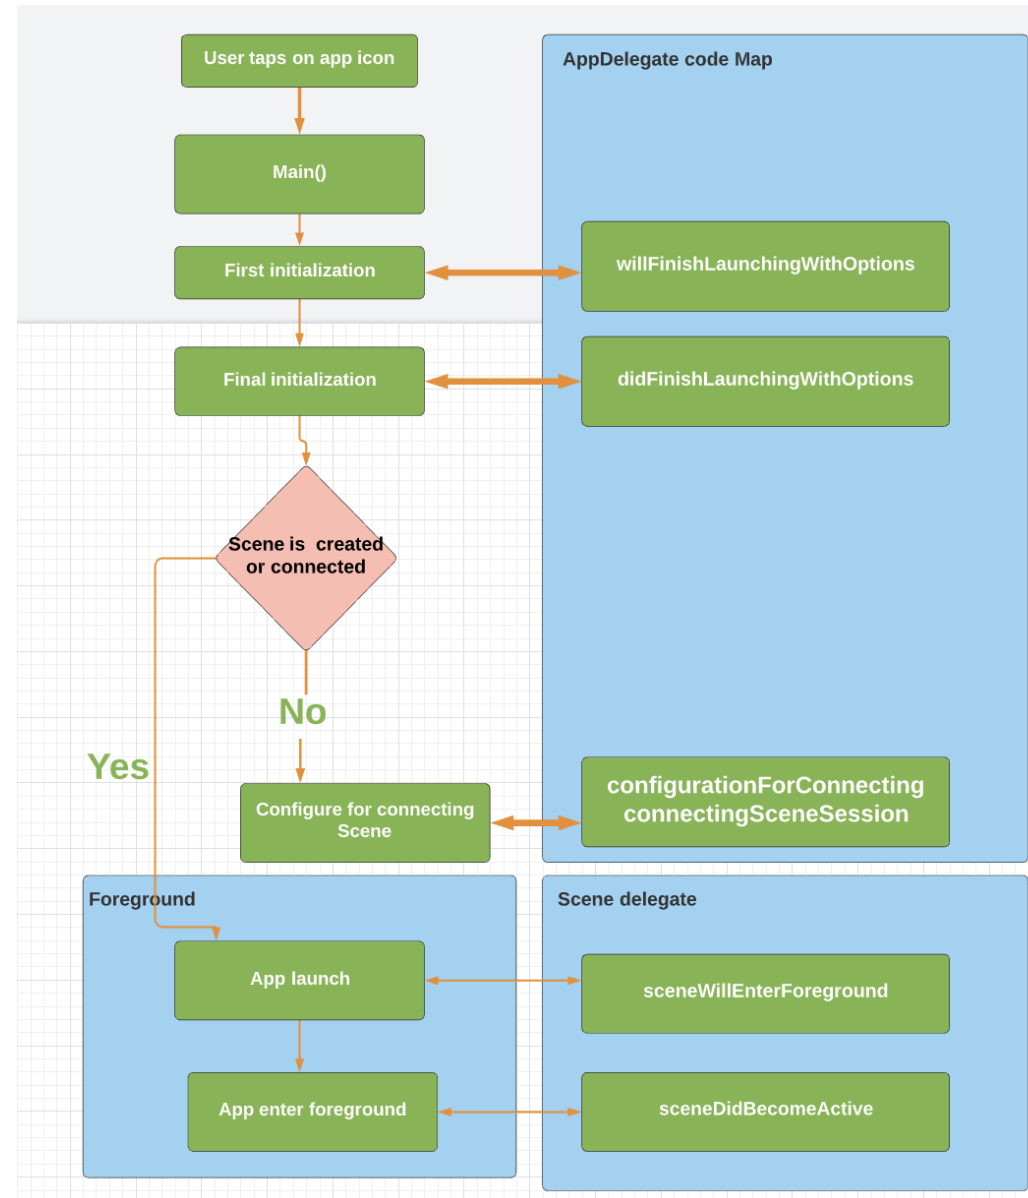 User taps on app icon
AppDelegate code Map
Main()
First initialization
willFinishLaunchingWithOptions
Final initialization
didFinishLaunchingWithOptions
Scene is created
or connected
No
Yes
Configure for connecting
Scene
configurationForConnecting
connectingSceneSession
Foreground
Scene delegate
App launch
sceneWillEnterForeground
App enter foreground
sceneDidBecomeActive